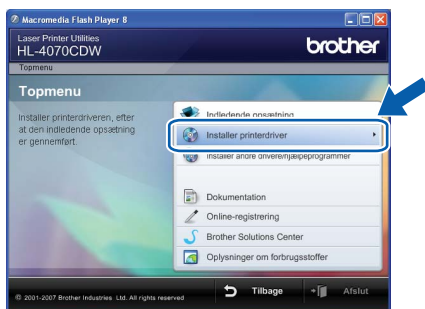 Macromedia Flash Player 8
Laser Printer Utilities
HL-4070CDW
brother
Topmenu
Topmenu
Installer printerdriveren, efter
at den indledende opsætning
er gennemført.
Indledende opsætning
Installer printerdriver
Installer andre drivere/hjælpeprogrammer
Dokumentation
Online-registrering
Brother Solutions Center
Oplysninger om forbrugsstoffer
© 2001-2007 Brother Industries, Ltd. All rights reserved
Tilbage
Afslut